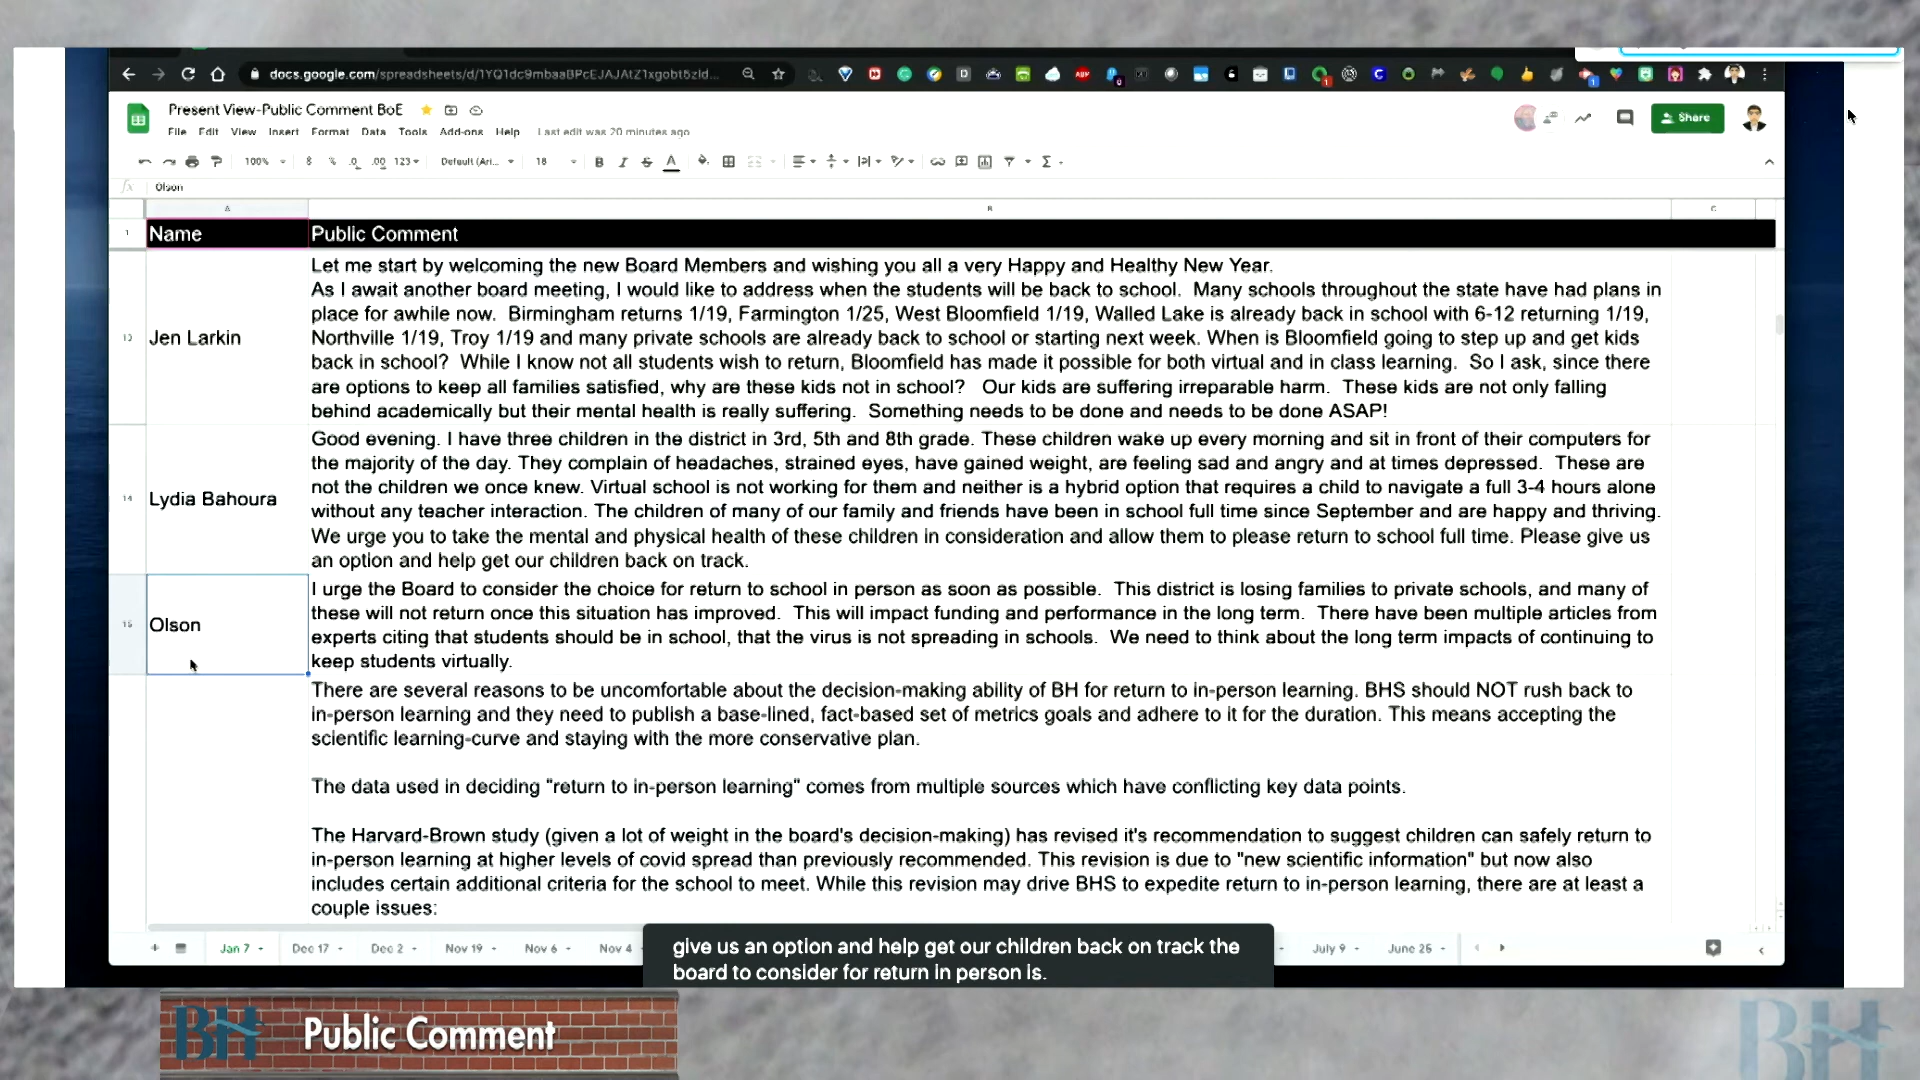 docs.google.com/spreadsheets/d/1YQ1dc9mbaaBPcEJAJAtZ1xgobt5zId...
Present View-Public Comment BoE
File Edit View Insert Format Data Tools Add-ons Help Last edit was 20 minutes ago
Share
100% $ % .0 .00 123 Default (Ari... 18 B I S A
fx Olson
A B C
1 Name Public Comment
Let me start by welcoming the new Board Members and wishing you all a very Happy and Healthy New Year.
As I await another board meeting, I would like to address when the students will be back to school. Many schools throughout the state have had plans in
place for awhile now. Birmingham returns 1/19, Farmington 1/25, West Bloomfield 1/19, Walled Lake is already back in school with 6-12 returning 1/19,
13 Jen Larkin Northville 1/19, Troy 1/19 and many private schools are already back to school or starting next week. When is Bloomfield going to step up and get kids
back in school? While I know not all students wish to return, Bloomfield has made it possible for both virtual and in class learning. So I ask, since there
are options to keep all families satisfied, why are these kids not in school? Our kids are suffering irreparable harm. These kids are not only falling
behind academically but their mental health is really suffering. Something needs to be done and needs to be done ASAP!
Good evening. I have three children in the district in 3rd, 5th and 8th grade. These children wake up every morning and sit in front of their computers for
the majority of the day. They complain of headaches, strained eyes, have gained weight, are feeling sad and angry and at times depressed. These are
14 Lydia Bahoura not the children we once knew. Virtual school is not working for them and neither is a hybrid option that requires a child to navigate a full 3-4 hours alone
without any teacher interaction. The children of many of our family and friends have been in school full time since September and are happy and thriving.
We urge you to take the mental and physical health of these children in consideration and allow them to please return to school full time. Please give us
an option and help get our children back on track.
I urge the Board to consider the choice for return to school in person as soon as possible. This district is losing families to private schools, and many of
these will not return once this situation has improved. This will impact funding and performance in the long term. There have been multiple articles from
15 Olson experts citing that students should be in school, that the virus is not spreading in schools. We need to think about the long term impacts of continuing to
keep students virtually.
There are several reasons to be uncomfortable about the decision-making ability of BH for return to in-person learning. BHS should NOT rush back to
in-person learning and they need to publish a base-lined, fact-based set of metrics goals and adhere to it for the duration. This means accepting the
scientific learning-curve and staying with the more conservative plan.
The data used in deciding "return to in-person learning" comes from multiple sources which have conflicting key data points.
The Harvard-Brown study (given a lot of weight in the board's decision-making) has revised it's recommendation to suggest children can safely return to
in-person learning at higher levels of covid spread than previously recommended. This revision is due to "new scientific information" but now also
includes certain additional criteria for the school to meet. While this revision may drive BHS to expedite return to in-person learning, there are at least a
couple issues:
Jan 7 Dec 17 Dec 2 Nov 19 Nov 6 Nov 4 July 9 June 25
give us an option and help get our children back on track the
board to consider for return in person is.
BH Public Comment
BH